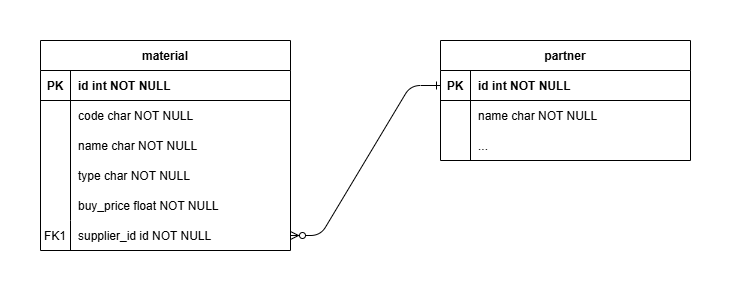 material
PK id int NOT NULL
code char NOT NULL
name char NOT NULL
type char NOT NULL
buy_price float NOT NULL
FK1 supplier_id id NOT NULL
partner
PK id int NOT NULL
name char NOT NULL
...